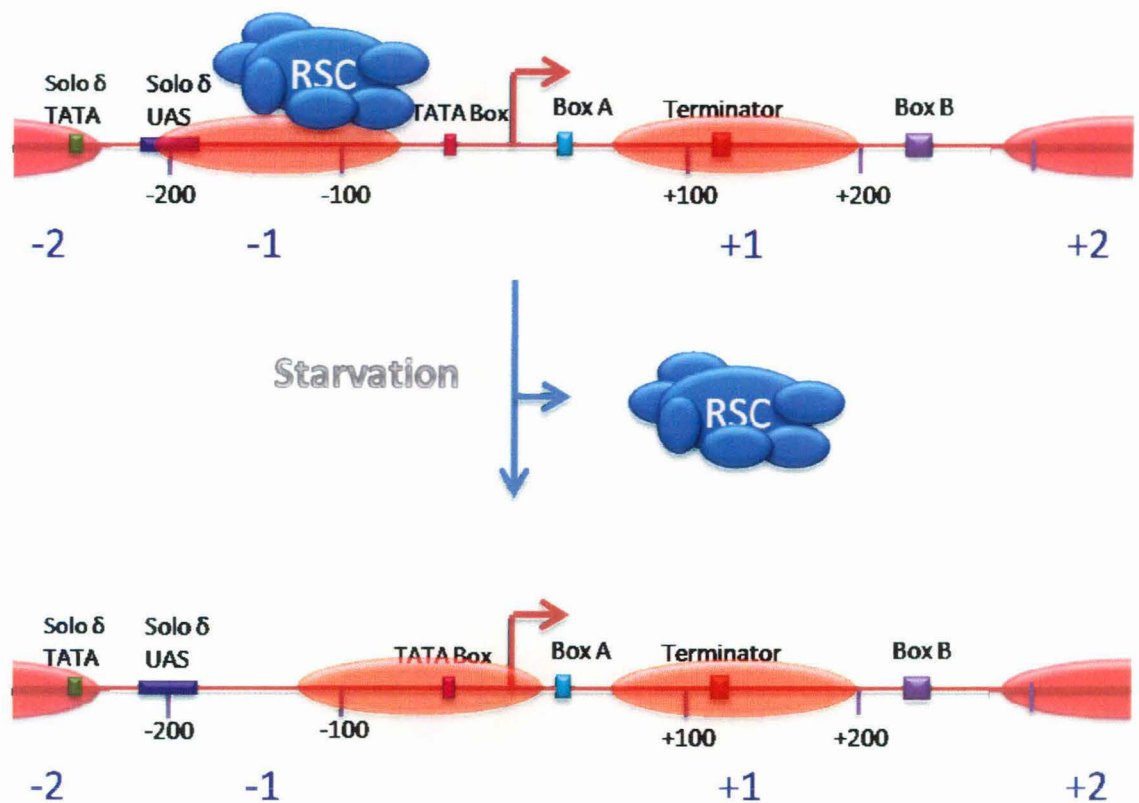 RSC
Solo δ
TATA
Solo δ
UAS
TATA Box
Box A
Terminator
Box B
-200
-100
+100
+200
-2
-1
+1
+2
Starvation
RSC
Solo δ
TATA
Solo δ
UAS
TATA Box
Box A
Terminator
Box B
-200
-100
+100
+200
-2
-1
+1
+2